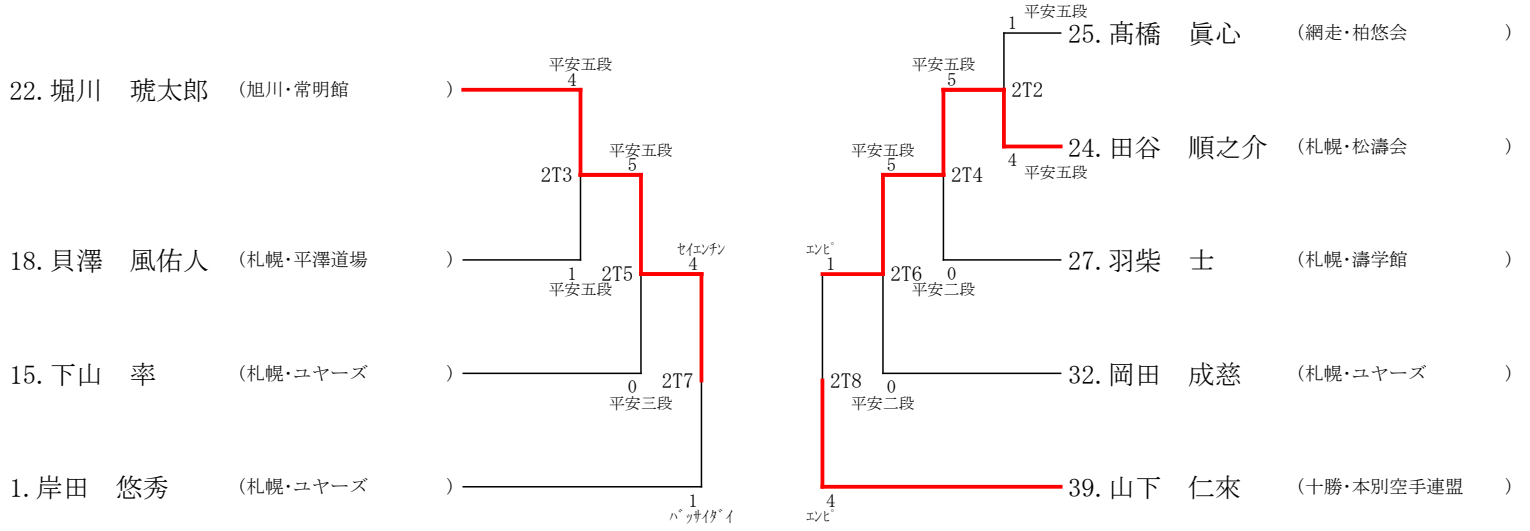 平安五段
1
25. 髙橋　眞心　(網走・柏悠会　)
平安五段
4
22. 堀川　琥太郎　(旭川・常明館　)
平安五段
5
2T2
平安五段
5
平安五段
5
24. 田谷　順之介　(札幌・松濤会　)
4
平安五段
2T3
2T4
18. 貝澤　風佑人　(札幌・平澤道場　)
1
平安五段
2T5
ｾｲｴﾝﾁﾝ
4
ｴﾝﾋﾟ
1
2T6
0
平安二段
27. 羽柴　士　(札幌・濤学館　)
15. 下山　率　(札幌・ユヤーズ　)
0
平安三段
2T7
2T8
0
平安二段
32. 岡田　成慈　(札幌・ユヤーズ　)
1. 岸田　悠秀　(札幌・ユヤーズ　)
1
ﾊﾞｯｻｲﾀﾞｲ
4
ｴﾝﾋﾟ
39. 山下　仁來　(十勝・本別空手連盟　)